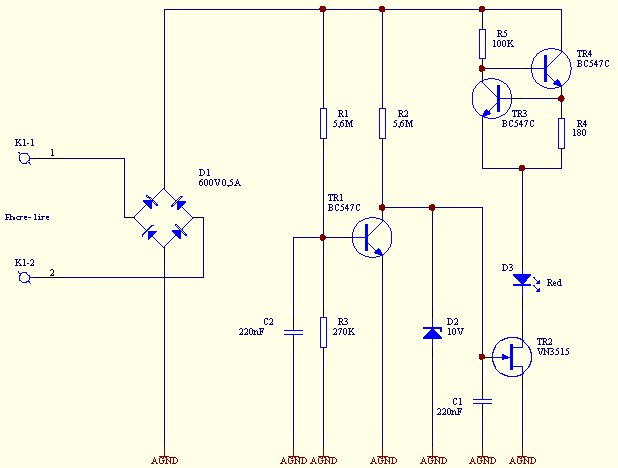 R5
100K
TR4
BC547C
TR3
BC547C
R4
180
R1
5,6M
R2
5,6M
K1-1
1
D1
600V0,5A
TR1
BC547C
K1-2
2
D3
Red
C2
220nF
R3
270K
D2
10V
TR2
VN3515
C1
220nF
AGND
AGND
AGND
AGND
AGND
AGND
AGND